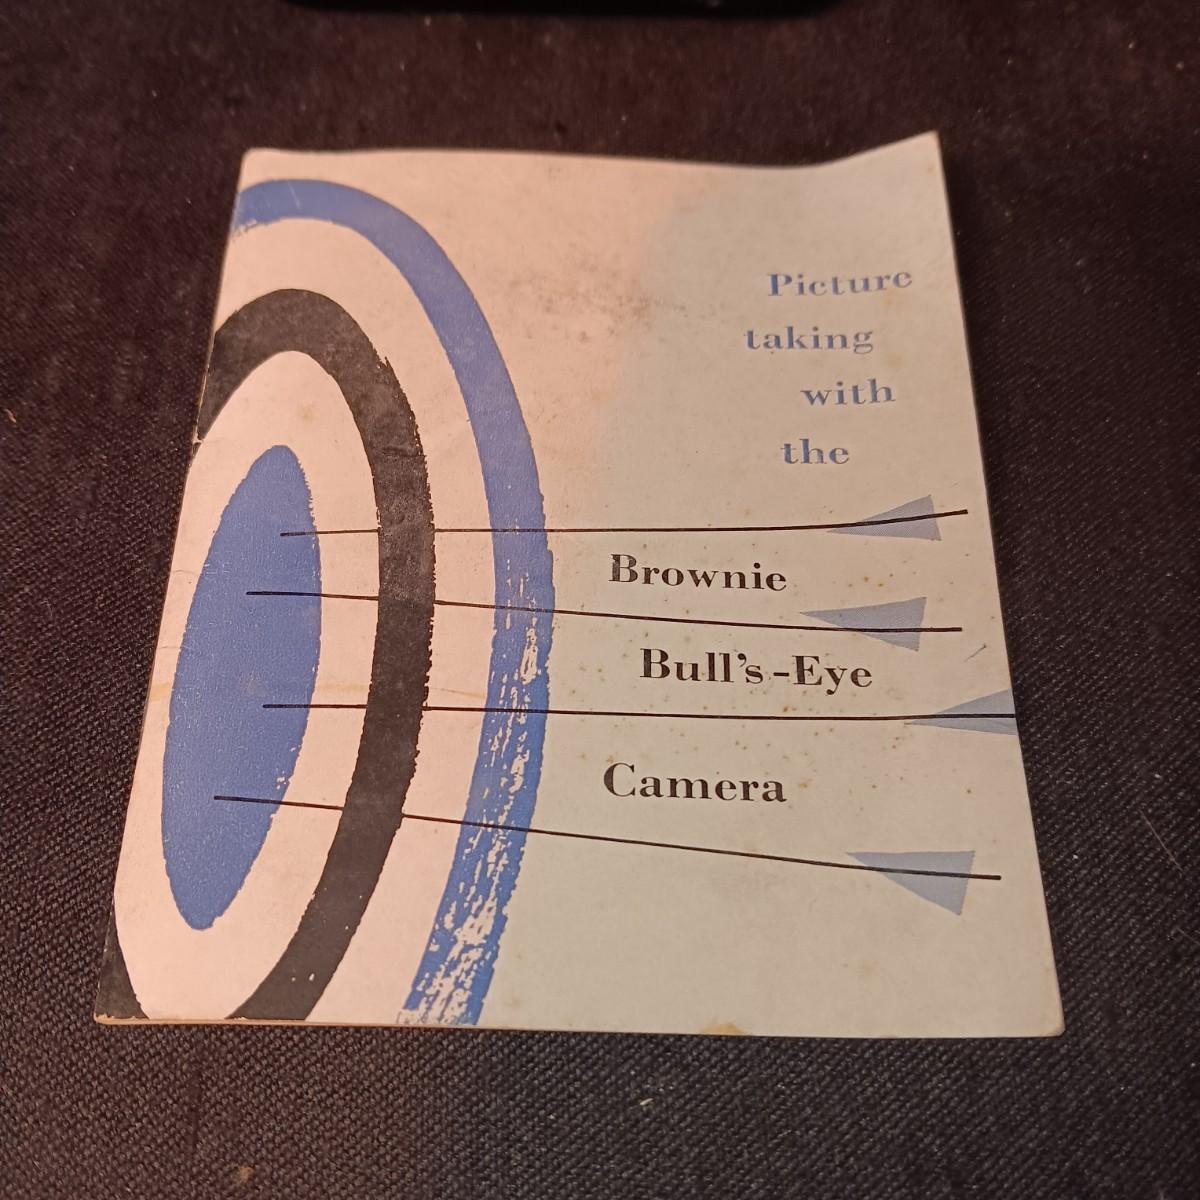 Picture
taking
with
the
Brownie
Bull's-Eye
Camera